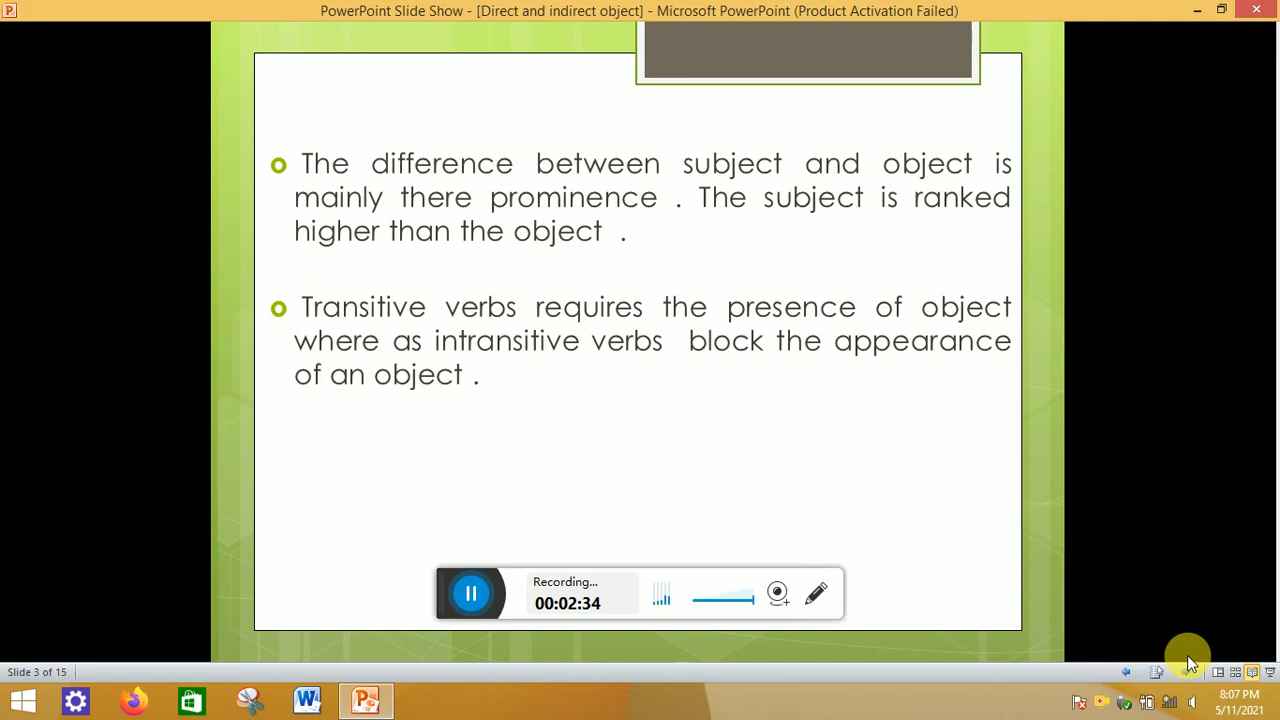 PowerPoint Slide Show - [Direct and indirect object] - Microsoft PowerPoint (Product Activation Failed)
The difference between subject and object is
mainly there prominence . The subject is ranked
higher than the object .
Transitive verbs requires the presence of object
where as intransitive verbs block the appearance
of an object .
Recording...
00:02:34
Slide 3 of 15
8:07 PM
5/11/2021